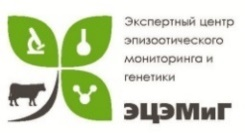 Экспертный центр
эпизоотического
мониторинга и
генетики
ЭЦЭМиГ